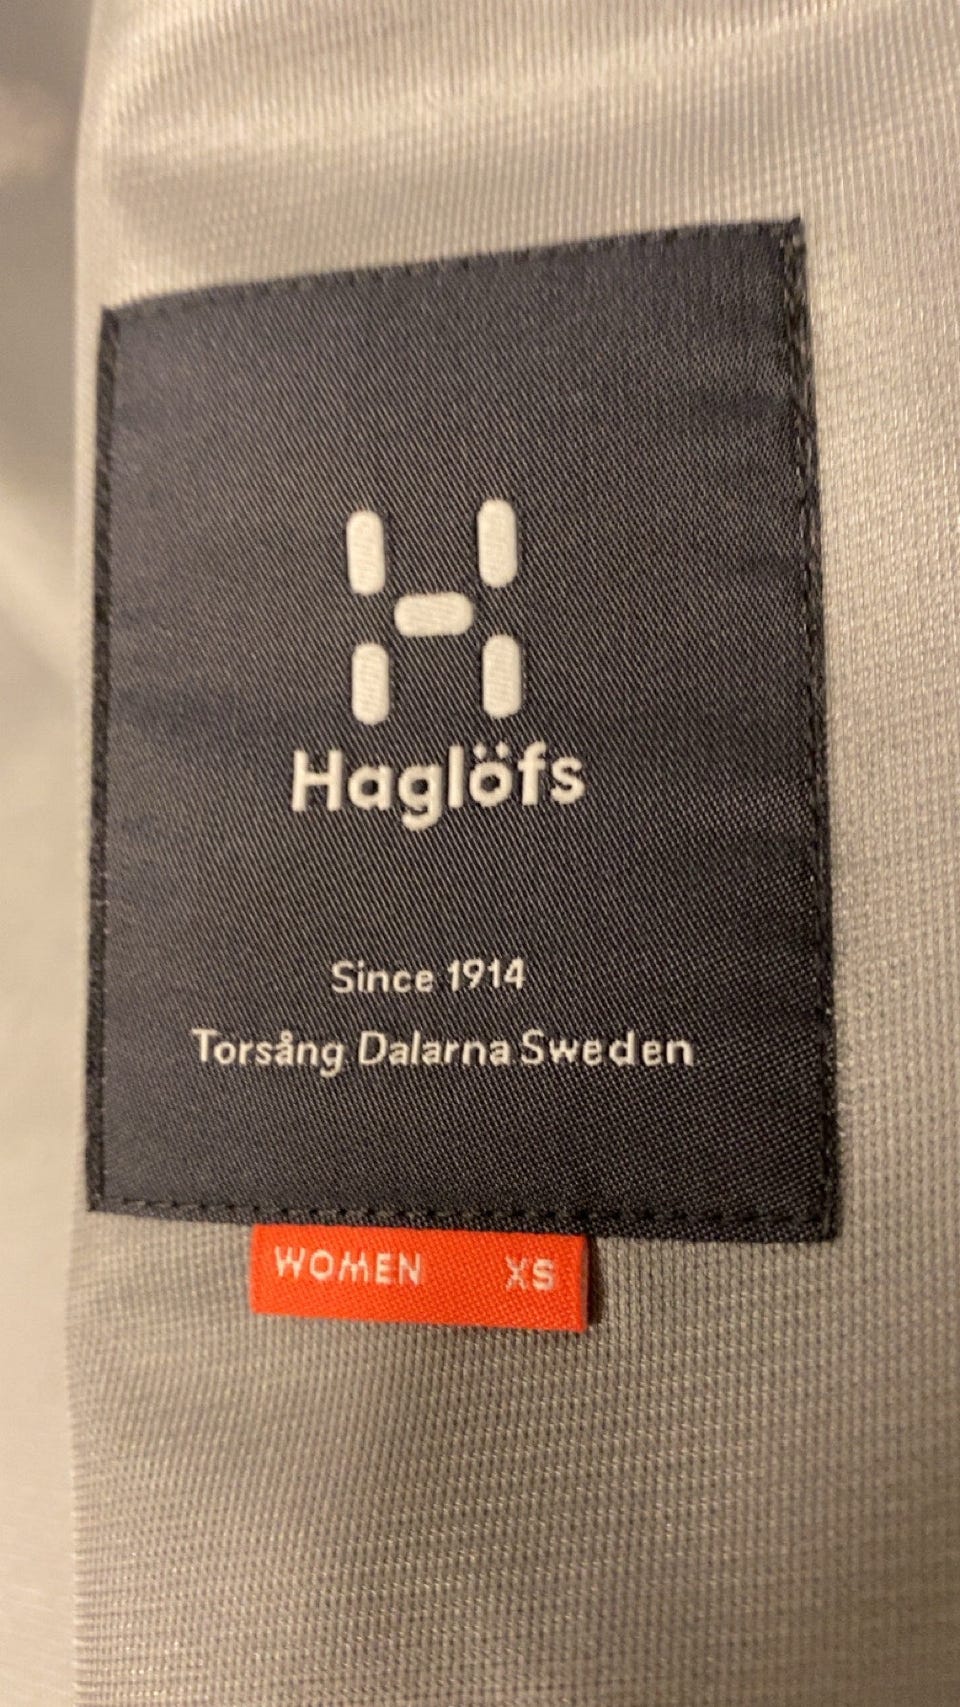 Haglöfs
Since 1914
Torsång Dalarna Sweden
WOMEN XS